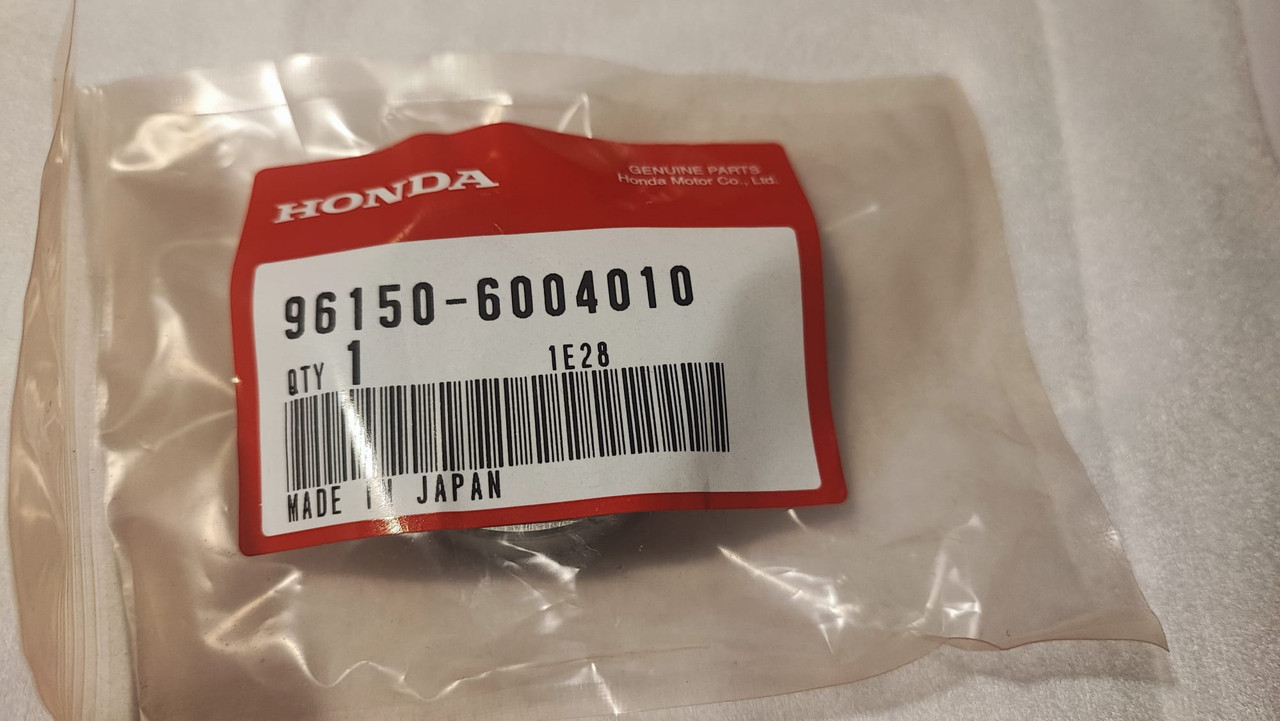 HONDA
GENUINE PARTS
Honda Motor Co., Ltd.
96150-6004010
QTY 1 1E28
MADE IN JAPAN